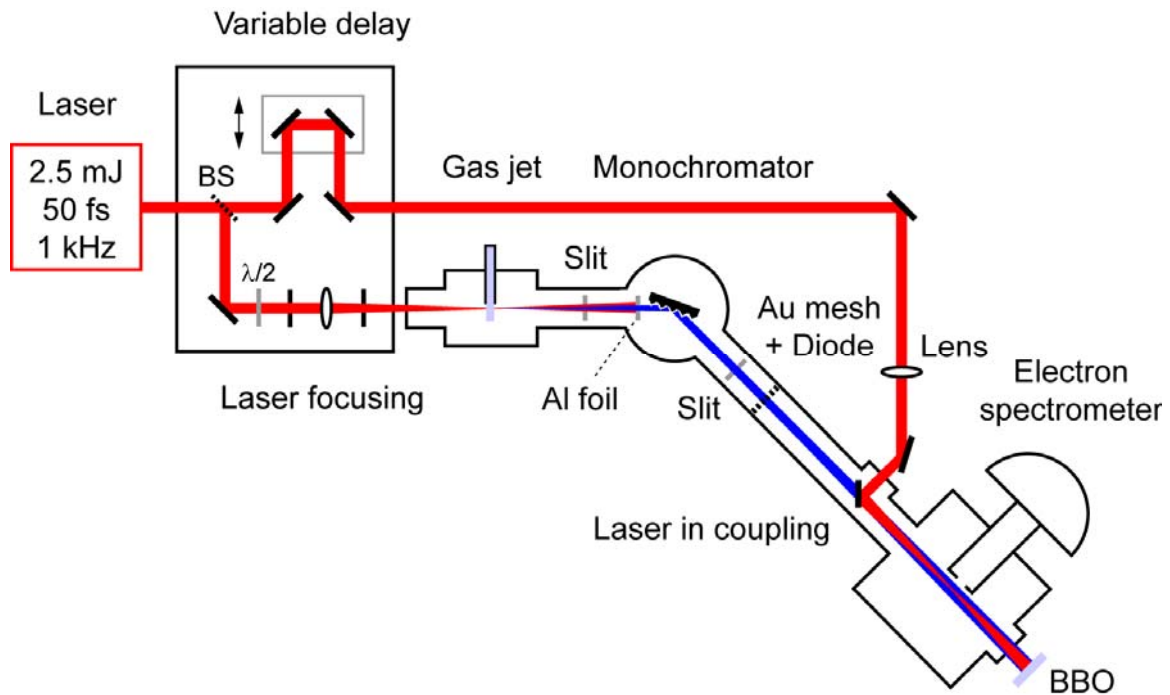 Variable delay
Laser
2.5 mJ
50 fs
1 kHz
BS
λ/2
Laser focusing
Gas jet
Monochromator
Slit
Al foil
Au mesh
+ Diode
Slit
Lens
Electron
spectrometer
Laser in coupling
BBO